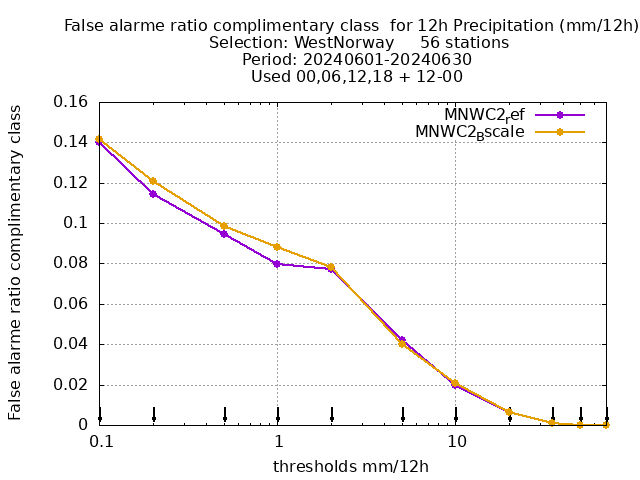 False alarme ratio complimentary class  for 12h Precipitation (mm/12h)
Selection: WestNorway     56 stations
Period: 20240601-20240630
Used 00,06,12,18 + 12-00
MNWC2ref
MNWC2Bscale
False alarme ratio complimentary class
0.16
0.14
0.12
0.1
0.08
0.06
0.04
0.02
0
0.1
1
10
thresholds mm/12h